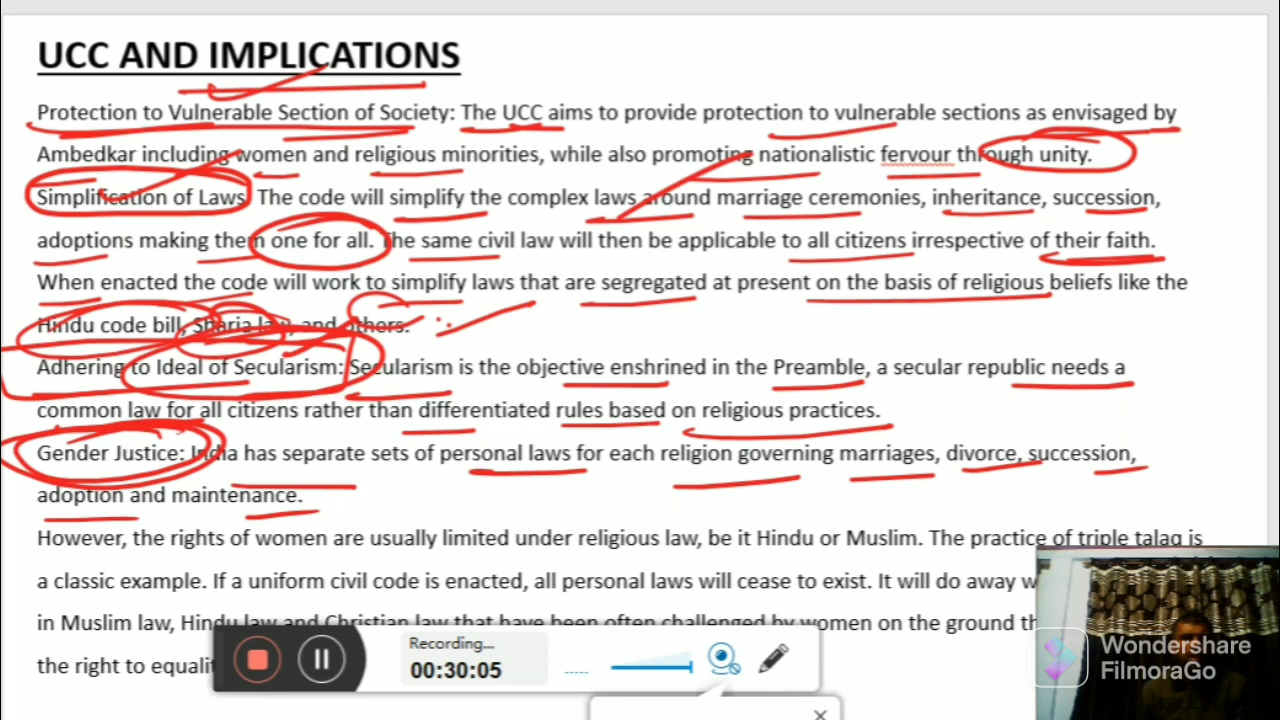 UCC AND IMPLICATIONS
Protection to Vulnerable Section of Society: The UCC aims to provide protection to vulnerable sections as envisaged by
Ambedkar including women and religious minorities, while also promoting nationalistic fervour through unity.
Simplification of Laws The code will simplify the complex laws around marriage ceremonies, inheritance, succession,
adoptions making them one for all. The same civil law will then be applicable to all citizens irrespective of their faith.
When enacted the code will work to simplify laws that are segregated at present on the basis of religious beliefs like the
Hindu code bill, Sharia law, and others.
Adhering to Ideal of Secularism: Secularism is the objective enshrined in the Preamble, a secular republic needs a
common law for all citizens rather than differentiated rules based on religious practices.
Gender Justice: India has separate sets of personal laws for each religion governing marriages, divorce, succession,
adoption and maintenance.
However, the rights of women are usually limited under religious law, be it Hindu or Muslim. The practice of triple talaq is
a classic example. If a uniform civil code is enacted, all personal laws will cease to exist. It will do away
in Muslim law, Hindu law and Christian law that have been often challenged by women on the ground
the right to
Recording...
00:30:05
Wondershare
FilmoraGo